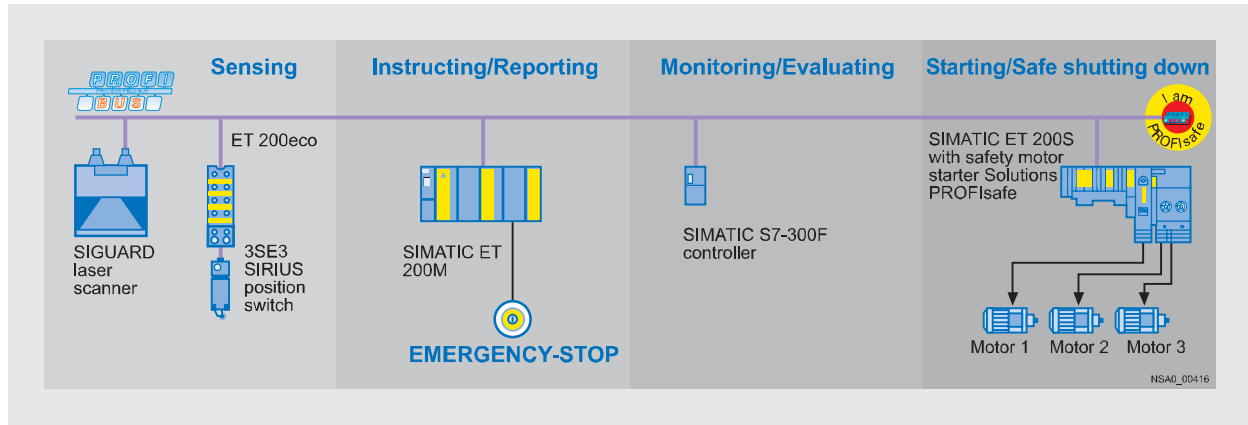 PROFI
BUS
Sensing
Instructing/Reporting
Monitoring/Evaluating
Starting/Safe shutting down
I am
PROFIsafe
ET 200eco
SIGUARD
laser
scanner
3SE3
SIRIUS
position
switch
SIMATIC ET
200M
EMERGENCY-STOP
SIMATIC S7-300F
controller
SIMATIC ET 200S
with safety motor
starter Solutions
PROFIsafe
Motor 1
Motor 2
Motor 3
NSA0_00416